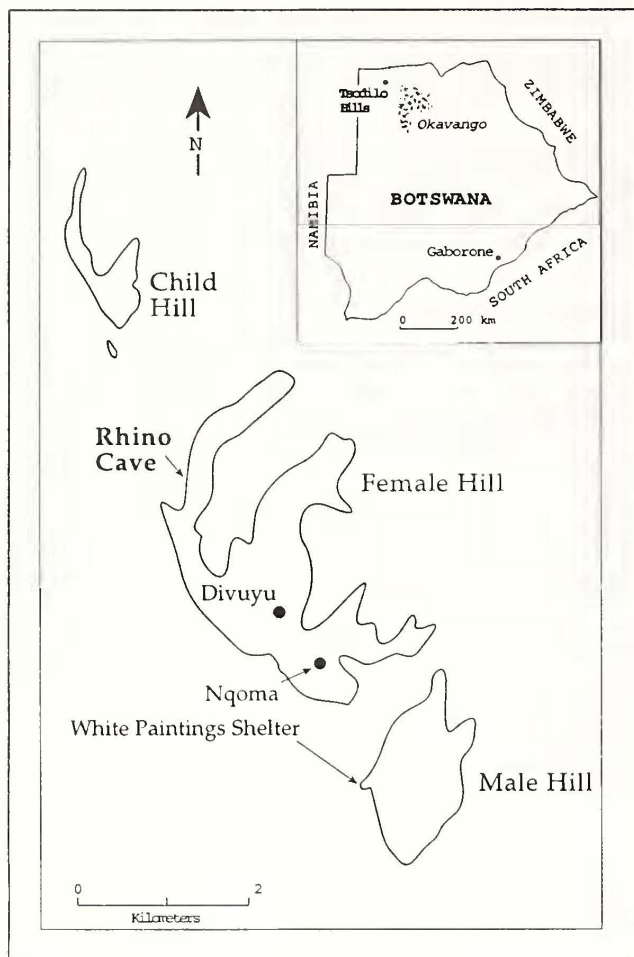 N
Tsodilo
Hills
Okavango
ZIMBABWE
NAMIBIA
BOTSWANA
Gaborone
SOUTH AFRICA
0 200 km
Child
Hill
Rhino
Cave
Female Hill
Divuyu
Nqoma
White Paintings Shelter
Male Hill
0 2
Kilometers